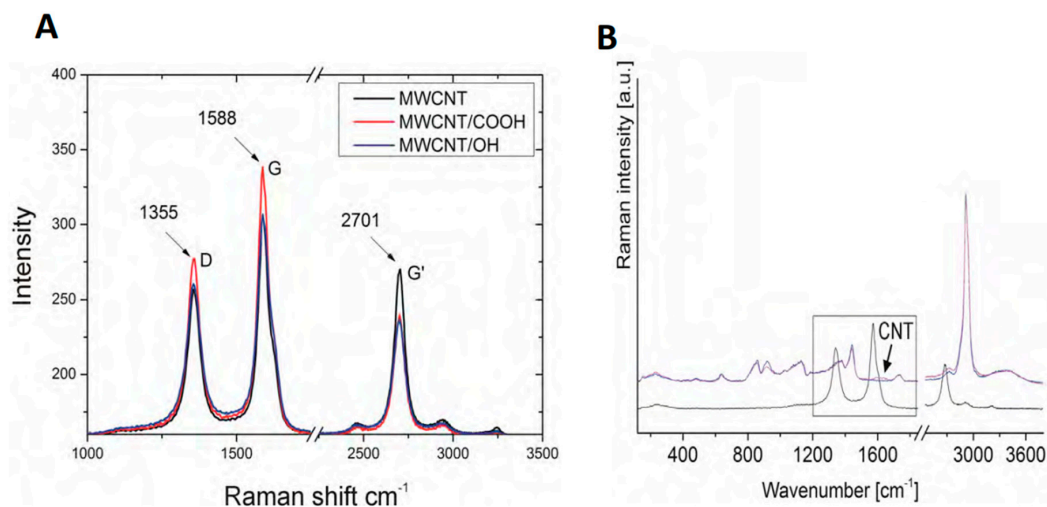 A
B
400
350
300
250
200
Intensity
1000
1500
2500
3000
3500
Raman shift cm⁻¹
1355
D
1588
G
2701
G'
MWCNT
MWCNT/COOH
MWCNT/OH
Raman intensity [a.u.]
CNT
400
800
1200
1600
3000
3600
Wavenumber [cm⁻¹]